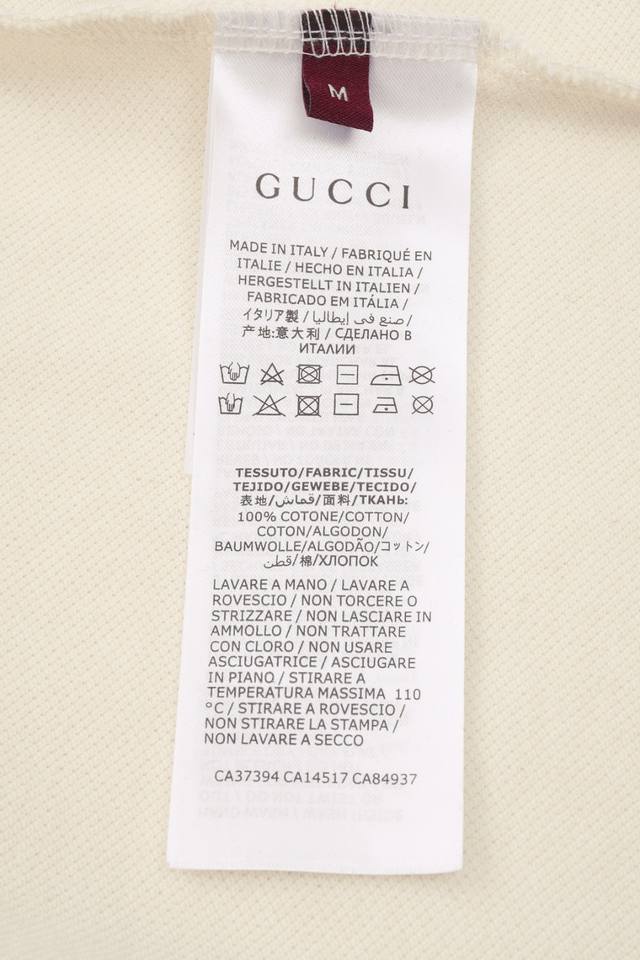 M
GUCCI
MADE IN ITALY / FABRIQUÉ EN
ITALIE / HECHO EN ITALIA /
HERGESTELLT IN ITALIEN /
FABRICADO EM ITÁLIA /
イタリア製 / صنع في إيطاليا /
产地:意大利 / СДЕЛАНО В
ИТАЛИИ
TESSUTO/FABRIC/TISSU/
TEJIDO/GEWEBE/TECIDO/
表地/قماش/面料/ТКАНЬ:
100% COTONE/COTTON/
COTON/ALGODON/
BAUMWOLLE/ALGODÃO/コットン/
قطن/棉/ХЛОПОК
LAVARE A MANO / LAVARE A
ROVESCIO / NON TORCERE O
STRIZZARE / NON LASCIARE IN
AMMOLLO / NON TRATTARE
CON CLORO / NON USARE
ASCIUGATRICE / ASCIUGARE
IN PIANO / STIRARE A
TEMPERATURA MASSIMA 110
°C / STIRARE A ROVESCIO /
NON STIRARE LA STAMPA /
NON LAVARE A SECCO
CA37394 CA14517 CA84937